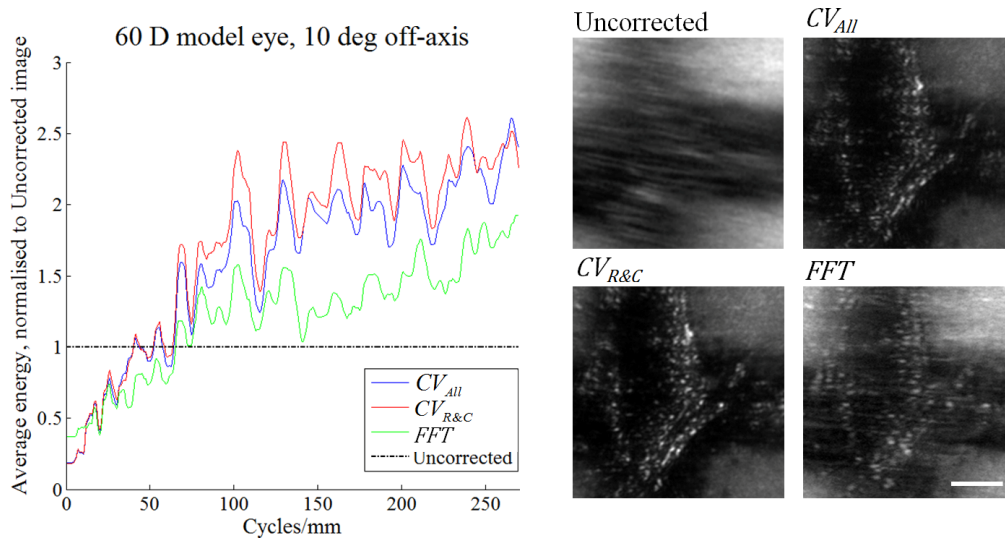 60 D model eye, 10 deg off-axis
Average energy, normalised to Uncorrected image
3
2.5
2
1.5
1
0.5
0
0
50
100
150
200
250
Cycles/mm
CV_All
CV_R&C
FFT
Uncorrected
Uncorrected
CV_All
CV_R&C
FFT